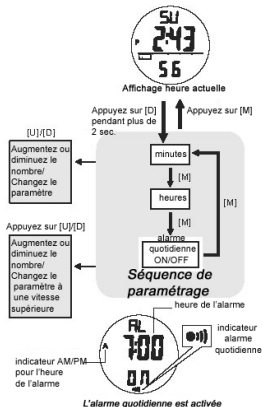 SU
P 2:43
56
Affichage heure actuelle
Appuyez sur [D]
pendant plus de
2 sec.
Appuyez sur [M]
[U]/[D]
Augmentez ou
diminuez le
nombre/
Changez le
paramètre
minutes
[M]
heures
[M]
[M]
alarme
quotidienne
ON/OFF
Appuyez sur [U]/[D]
Augmentez ou
diminuez le
nombre/
Changez le
paramètre à
une vitesse
supérieure
Séquence de
paramétrage
heure de l'alarme
AL
A 7:00
0n
indicateur
alarme
quotidienne
indicateur AM/PM
pour l'heure
de l'alarme
L'alarme quotidienne est activée